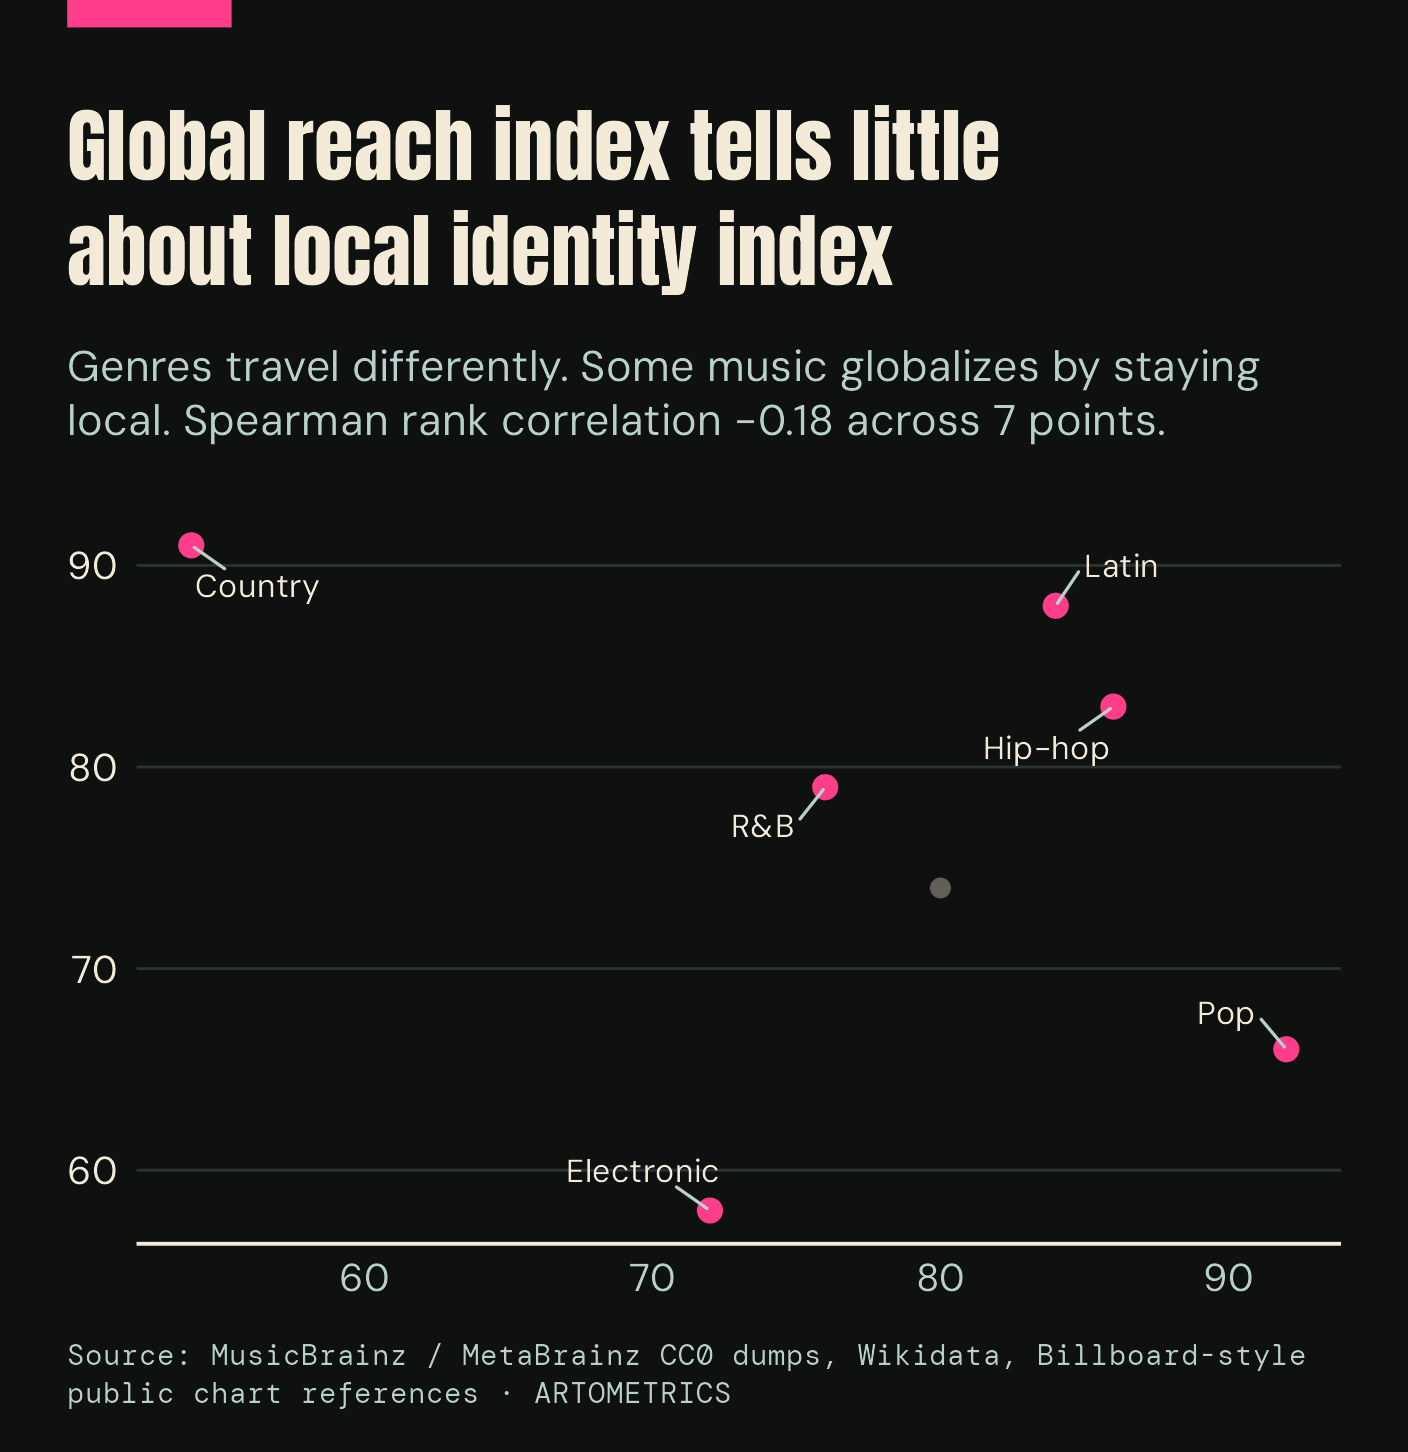 Global reach index tells little
about local identity index
Genres travel differently. Some music globalizes by staying
local. Spearman rank correlation −0.18 across 7 points.
90
Country
Latin
Hip-hop
80
R&B
70
Pop
60
Electronic
60 70 80 90
Source: MusicBrainz / MetaBrainz CC0 dumps, Wikidata, Billboard-style
public chart references · ARTOMETRICS